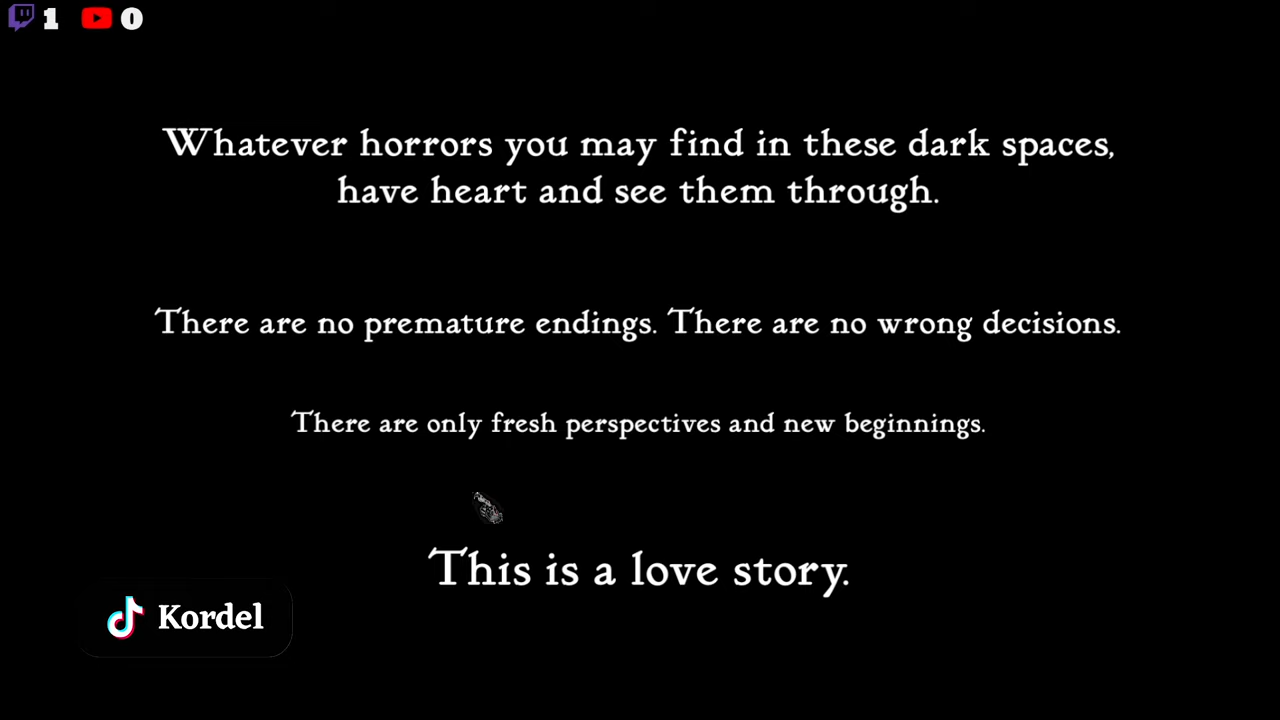 1 0
Whatever horrors you may find in these dark spaces,
have heart and see them through.
There are no premature endings. There are no wrong decisions.
There are only fresh perspectives and new beginnings.
This is a love story.
Kordel